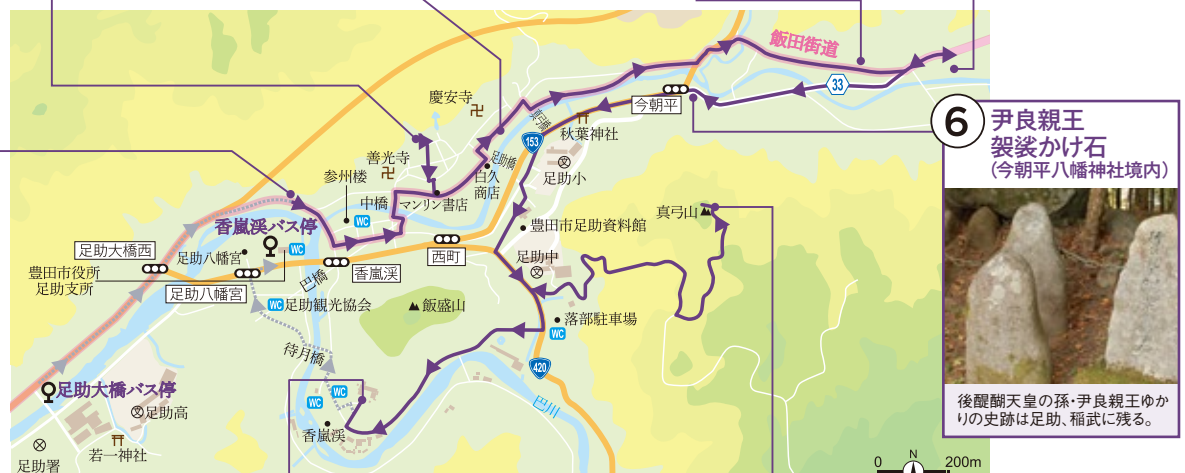 飯田街道
33
慶安寺
今朝平
真弓橋
秋葉神社
153
善光寺
足助橋
足助小
参州楼
白久
商店
中橋
マンリン書店
WC
香嵐渓バス停
真弓山
豊田市足助資料館
足助大橋西
足助八幡宮
WC
西町
足助中
豊田市役所
足助支所
巴橋
香嵐渓
足助八幡宮
WC
足助観光協会
飯盛山
落部駐車場
WC
待月橋
420
足助大橋バス停
WC
WC
巴川
足助高
香嵐渓
若一神社
足助署
0
N
200m
6
尹良親王
袈裟かけ石
(今朝平八幡神社境内)
後醍醐天皇の孫・尹良親王ゆか
りの史跡は足助、稲武に残る。